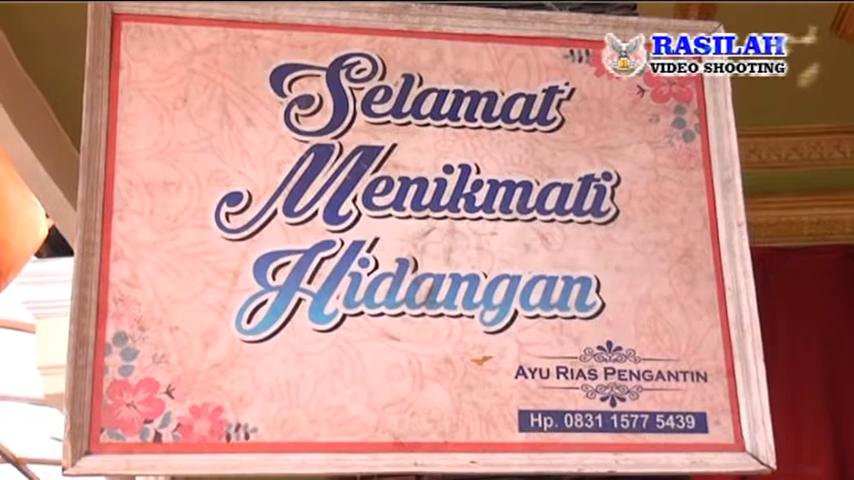 RASILAH
VIDEO SHOOTING
Selamat
Menikmati
Hidangan
AYU RIAS PENGANTIN
Hp. 0831 1577 5439